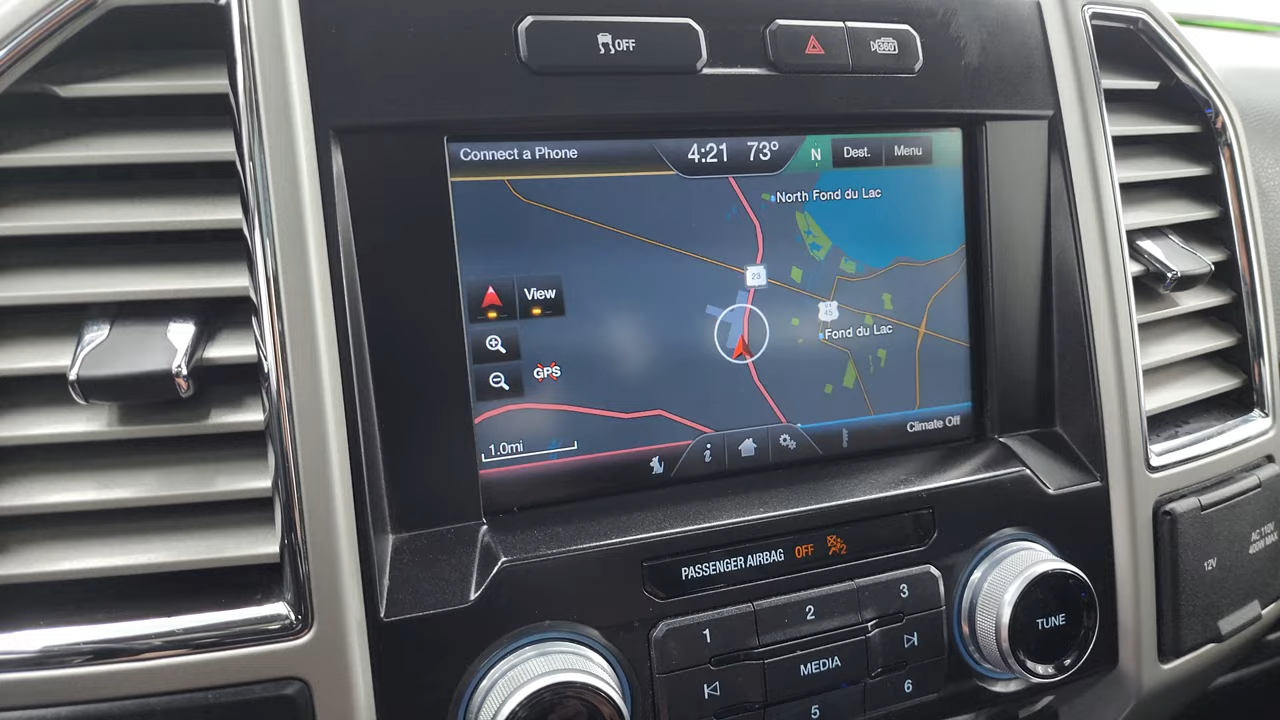 OFF
360
Connect a Phone
4:21 73°
N
Dest.
Menu
North Fond du Lac
23
View
45
Fond du Lac
GPS
1.0mi
i
Climate Off
PASSENGER AIRBAG OFF 2
1
2
3
MEDIA
5
6
TUNE
12V
AC 110V
400W MAX